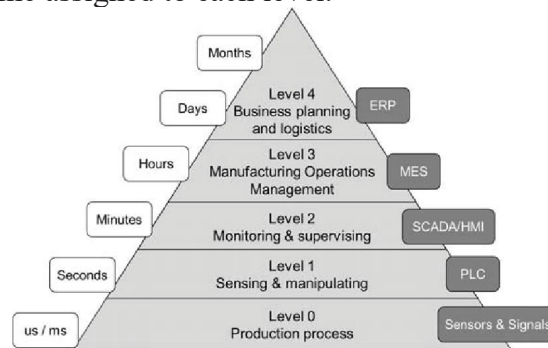 Months
Level 4
Days
Business planning
and logistics
ERP
Hours
Level 3
Manufacturing Operations
Management
MES
Minutes
Level 2
Monitoring & supervising
SCADA/HMI
Seconds
Level 1
Sensing & manipulating
PLC
us / ms
Level 0
Production process
Sensors & Signals
assigned to each level.